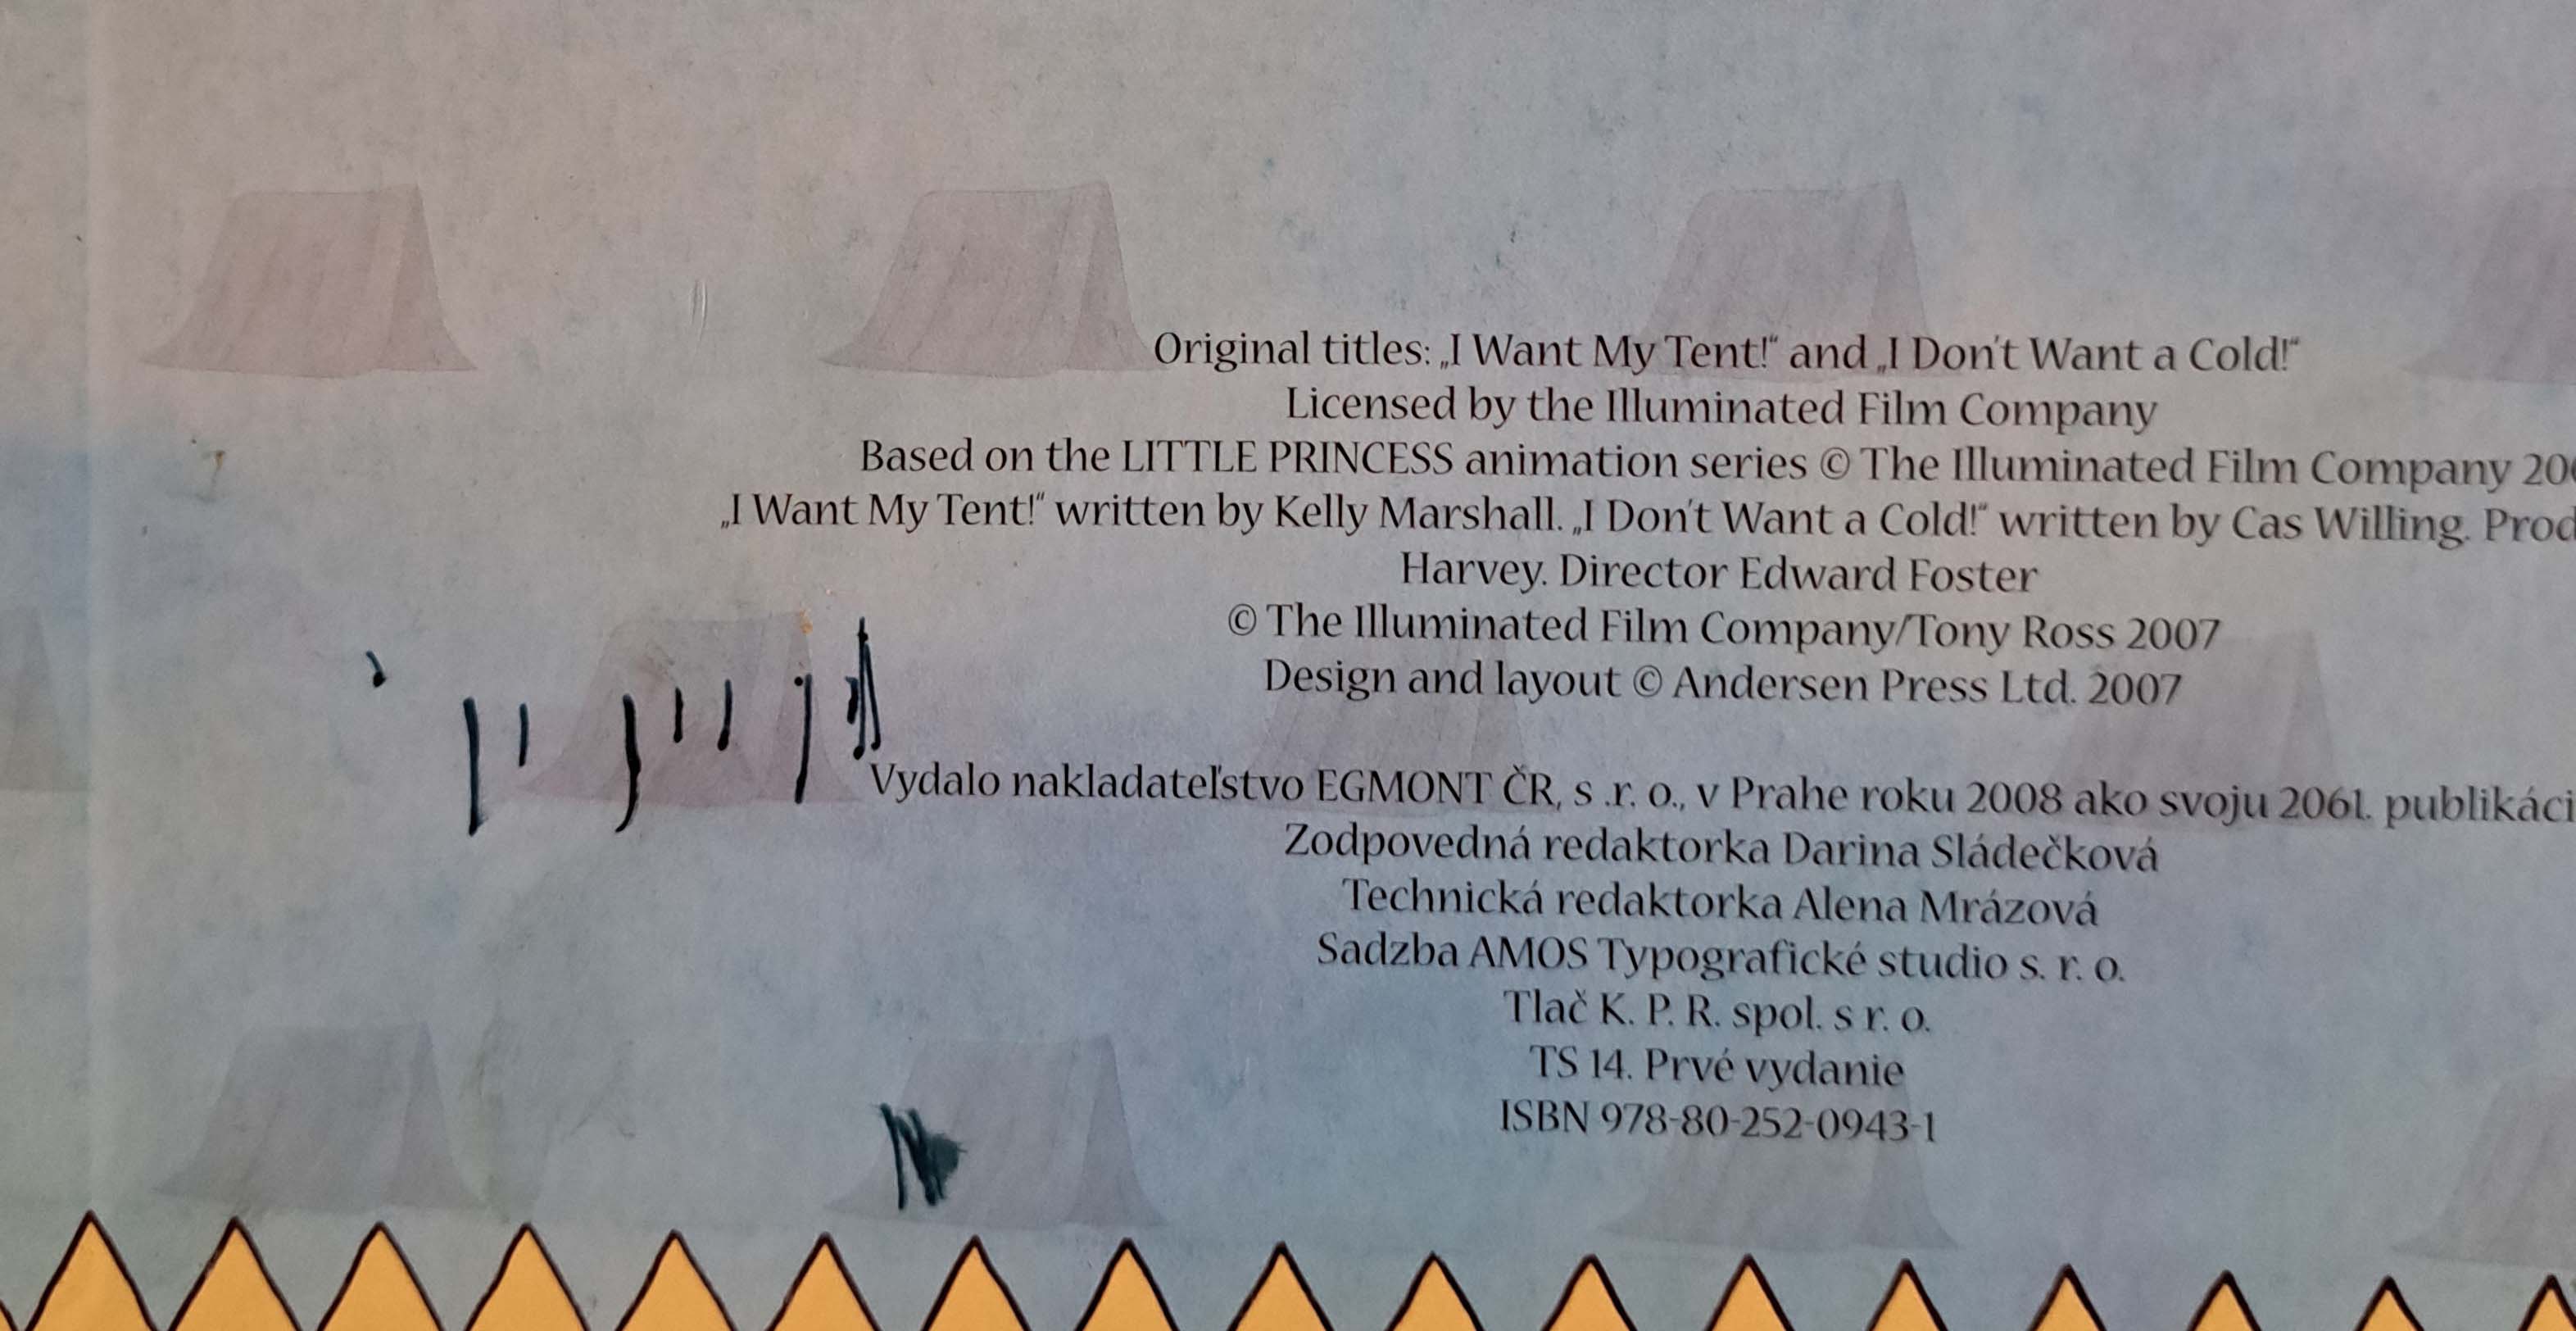 Original titles: „I Want My Tent!“ and „I Don't Want a Cold!“
Licensed by the Illuminated Film Company
Based on the LITTLE PRINCESS animation series © The Illuminated Film Company
„I Want My Tent!“ written by Kelly Marshall. „I Don't Want a Cold!“ written by Cas Willing.
Harvey. Director Edward Foster
© The Illuminated Film Company/Tony Ross 2007
Design and layout © Andersen Press Ltd. 2007
Vydalo nakladateľstvo EGMONT ČR, s .r. o., v Prahe roku 2008 ako svoju 2061.
Zodpovedná redaktorka Darina Sládečková
Technická redaktorka Alena Mrázová
Sadzba AMOS Typografické studio s. r. o.
Tlač K. P. R. spol. s r. o.
TS 14. Prvé vydanie
ISBN 978-80-252-0943-1